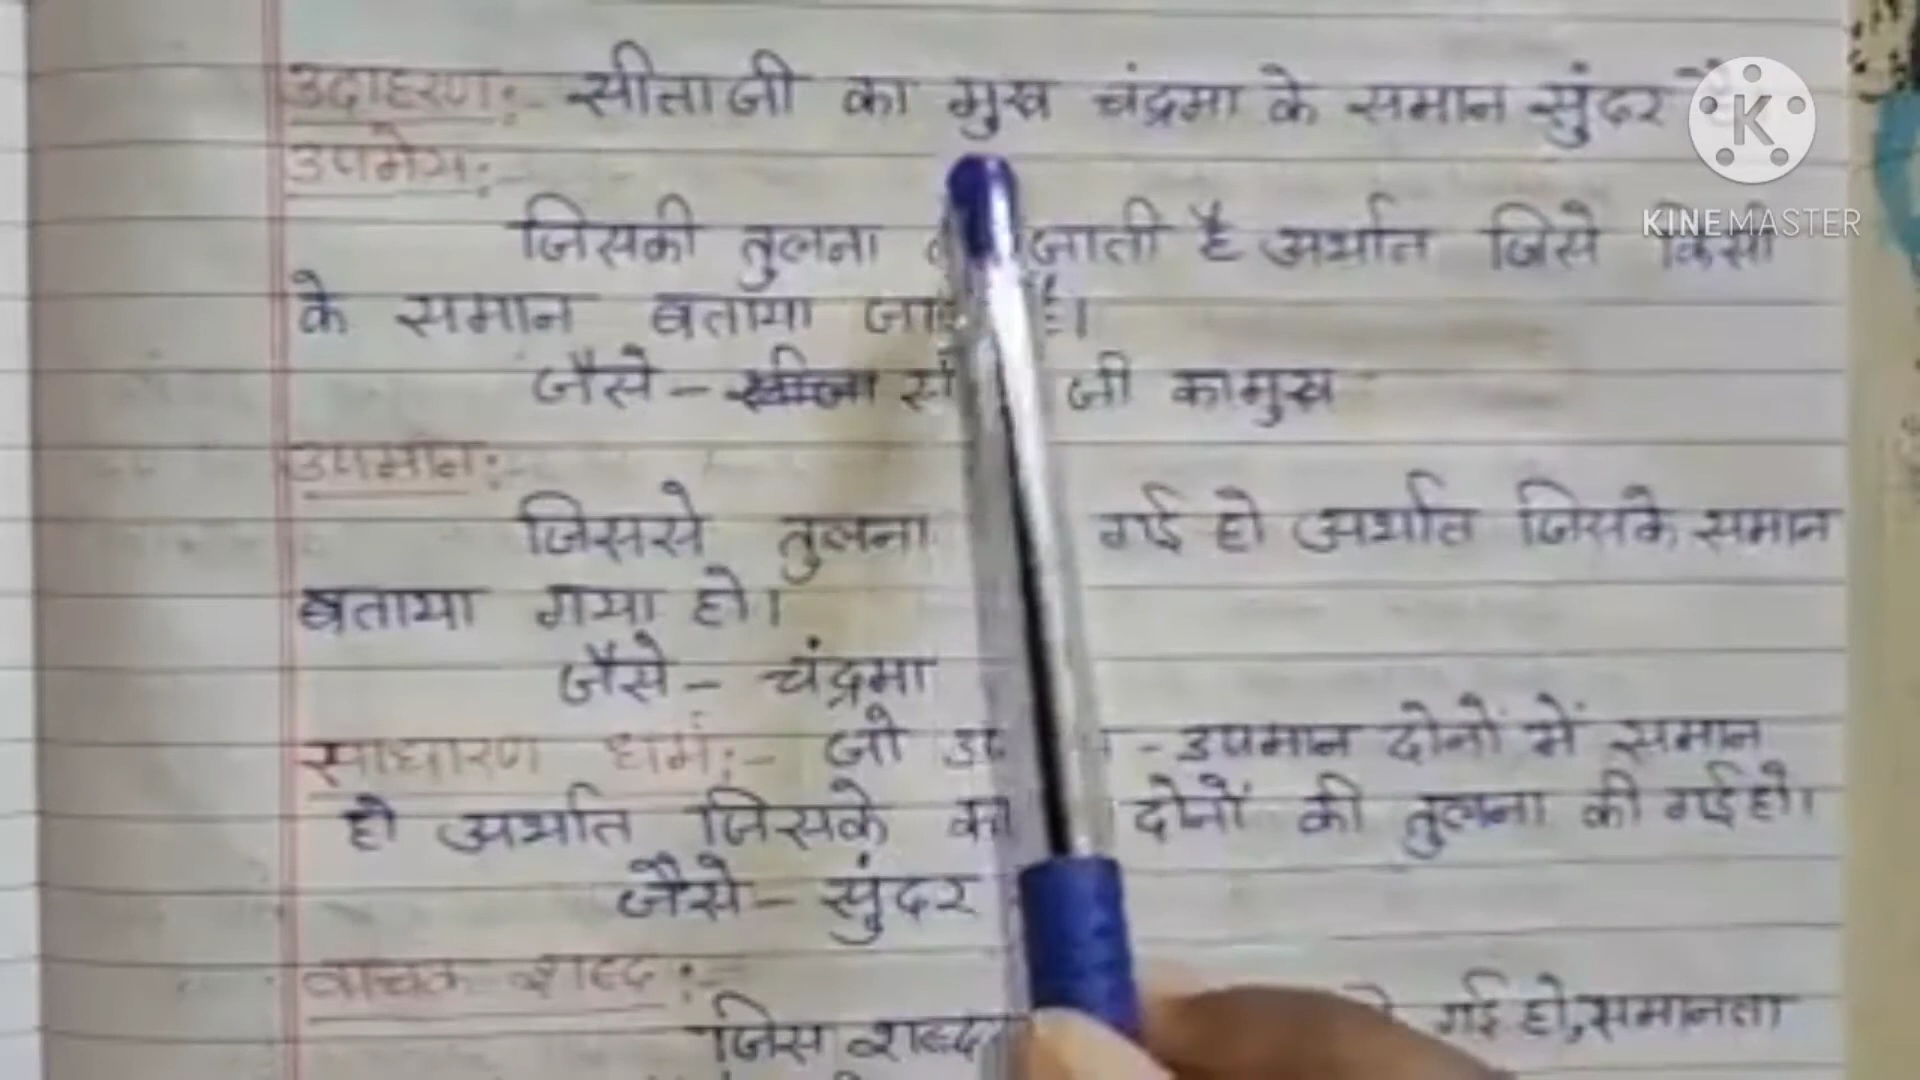 उदाहरण:- सीता जी का मुख चंद्रमा के समान सुंदर
उपमेय:-
जिसकी तुलना जाती है अर्थात जिसे किसी
के समान बताया है।
जैसे- जी का मुख
उपमान:-
जिससे तुलना गई हो अर्थात जिसके समान
बताया गया हो।
जैसे- चंद्रमा
साधारण धर्म:- जो - उपमान दोनों में समान
हो अर्थात जिसके दोनों की तुलना की गई हो।
जैसे- सुंदर
वाचक शब्द:-
जिस शब्द गई हो, समानता
K
KINEMASTER